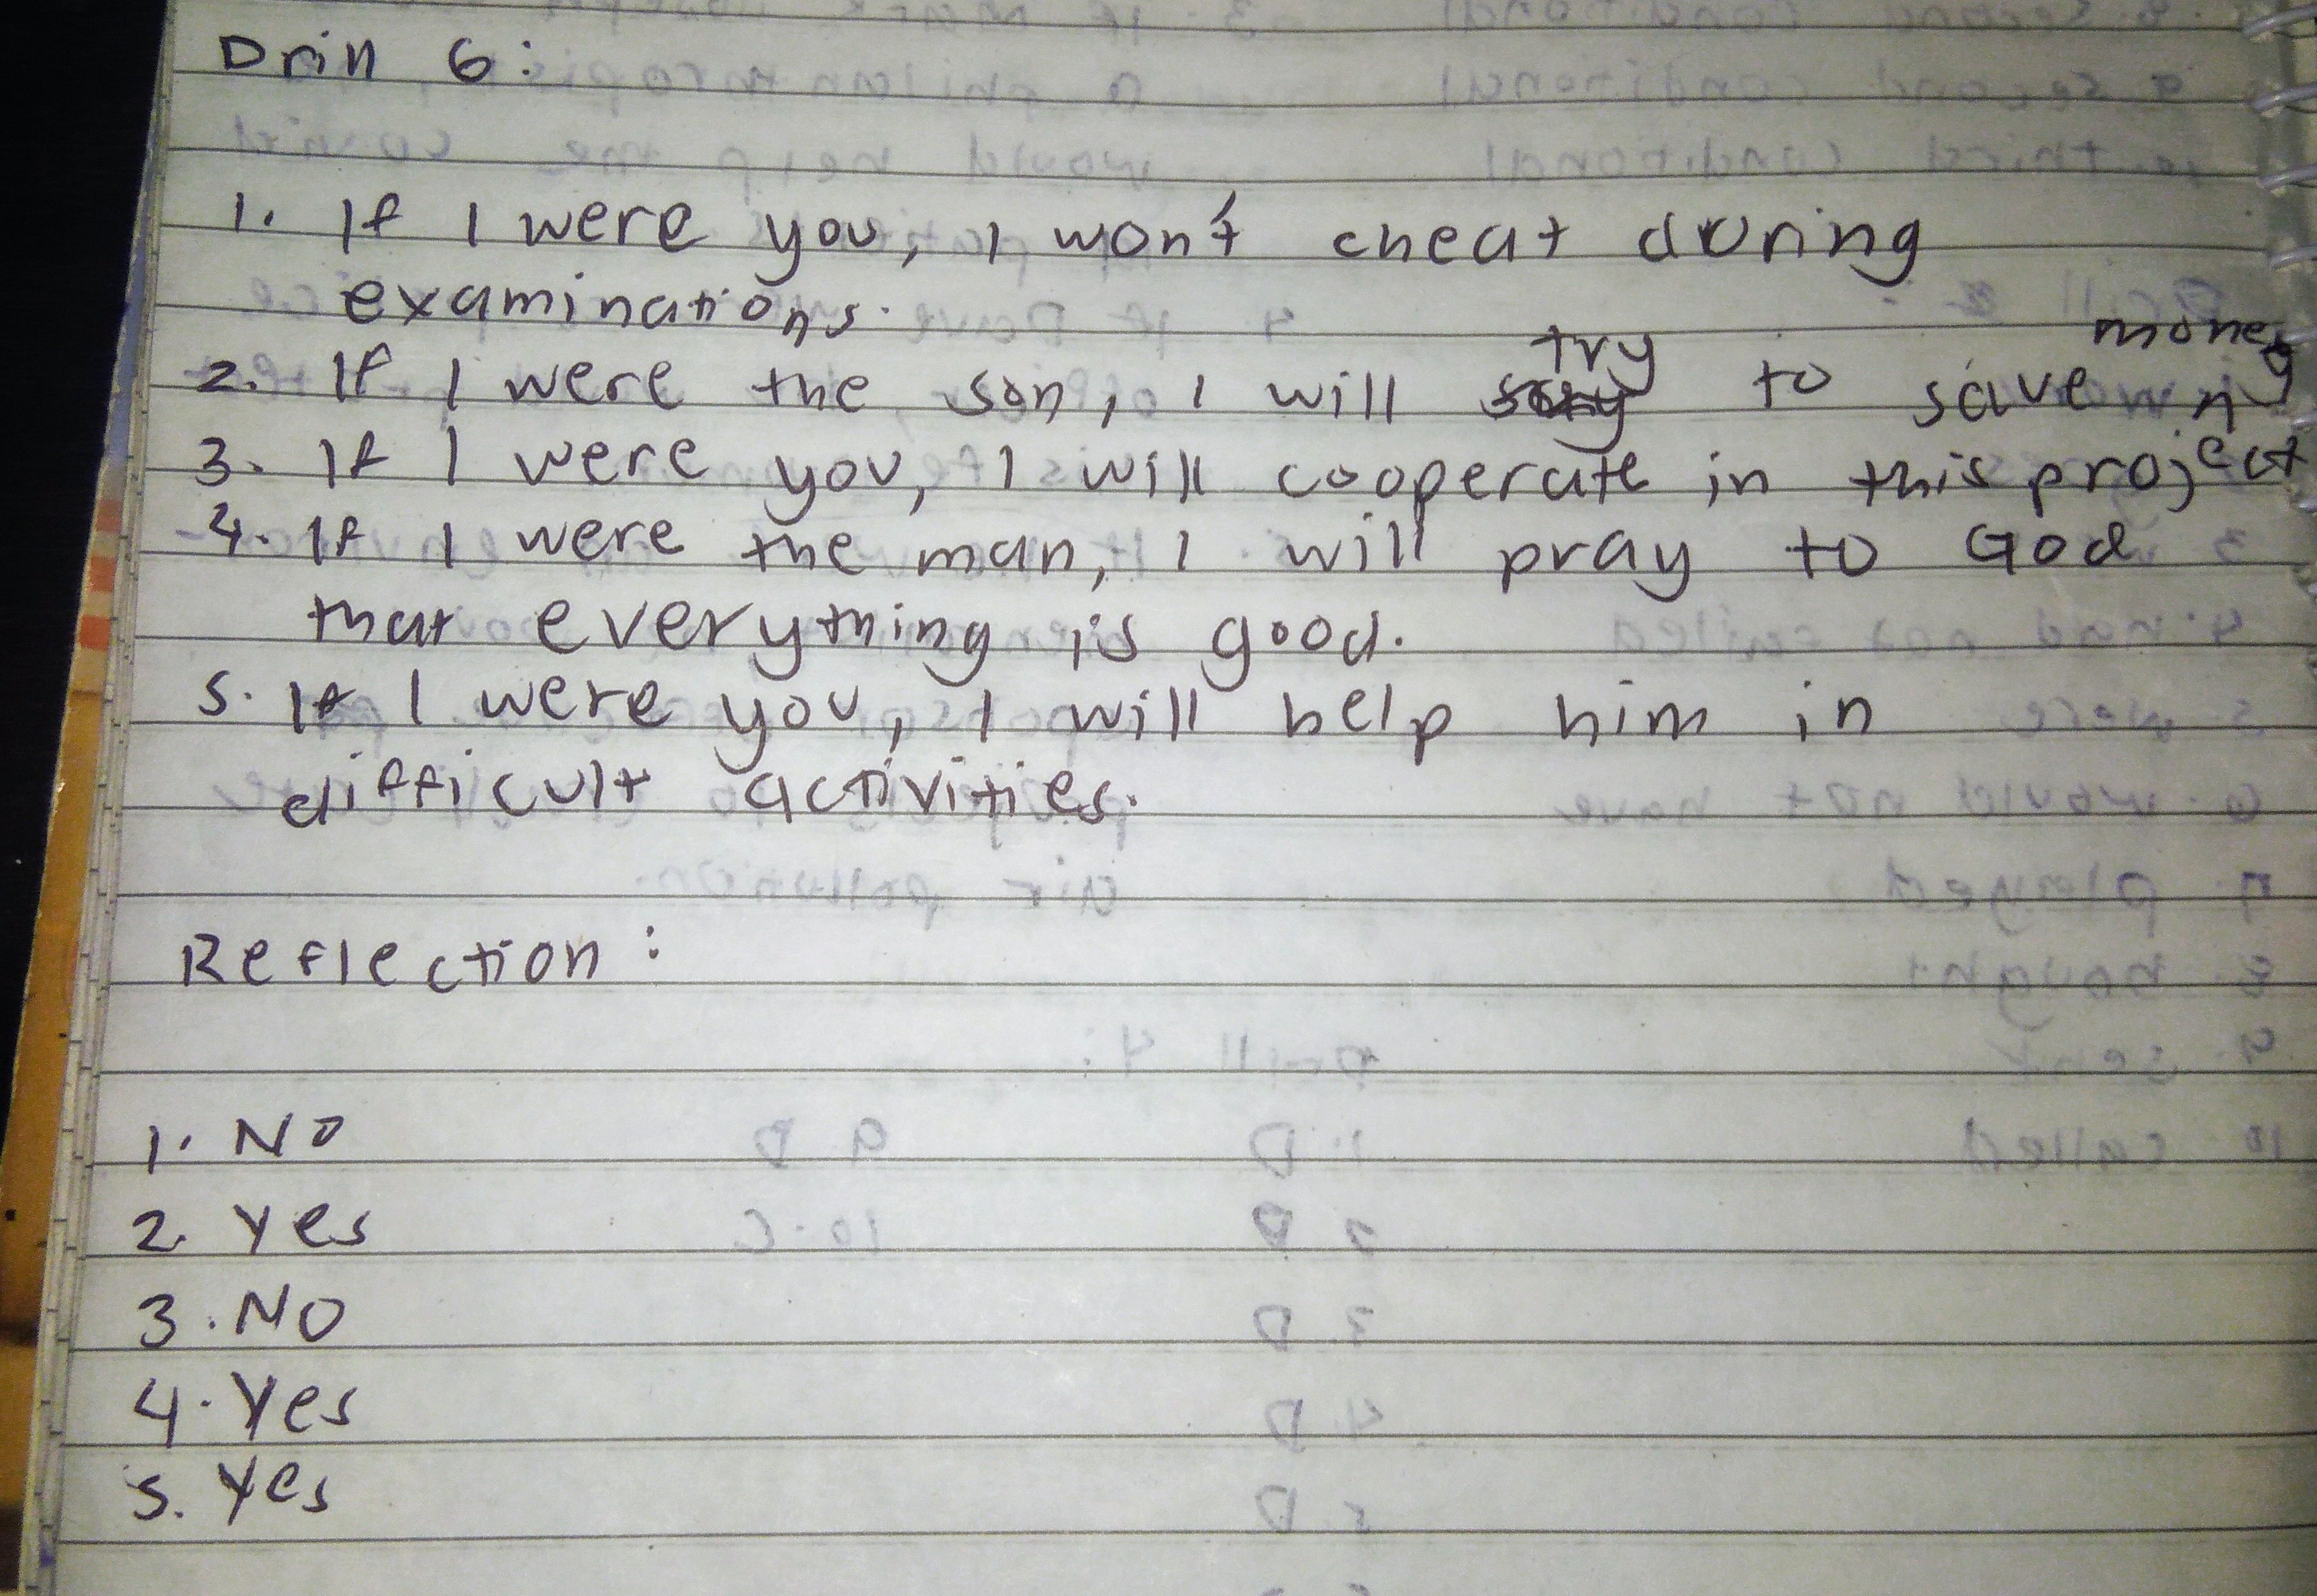 Drill 6:
1. If I were you, I won't cheat during
examinations.
2. If I were the son, I will try to save money
3. If I were you, I will cooperate in this project
4. If I were the man, I will pray to God
that everything is good.
5. If I were you, I will help him in
difficult activities.
Reflection:
1. No
2. Yes
3. No
4. Yes
5. Yes